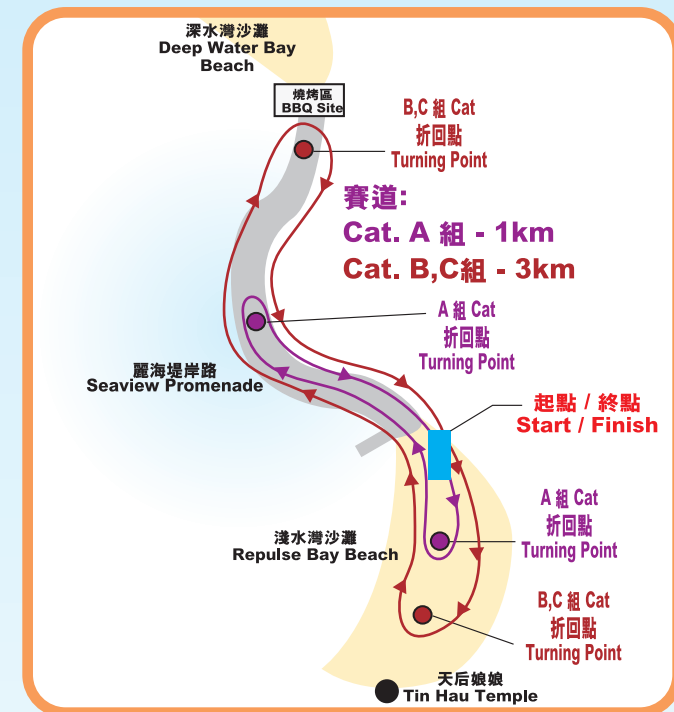 深水灣沙灘
Deep Water Bay
Beach
燒烤區
BBQ Site
B,C 組 Cat
折回點
Turning Point
賽道:
Cat. A 組 - 1km
Cat. B,C組 - 3km
A 組 Cat
折回點
Turning Point
麗海堤岸路
Seaview Promenade
起點 / 終點
Start / Finish
A 組 Cat
折回點
Turning Point
淺水灣沙灘
Repulse Bay Beach
B,C 組 Cat
折回點
Turning Point
天后娘娘
Tin Hau Temple